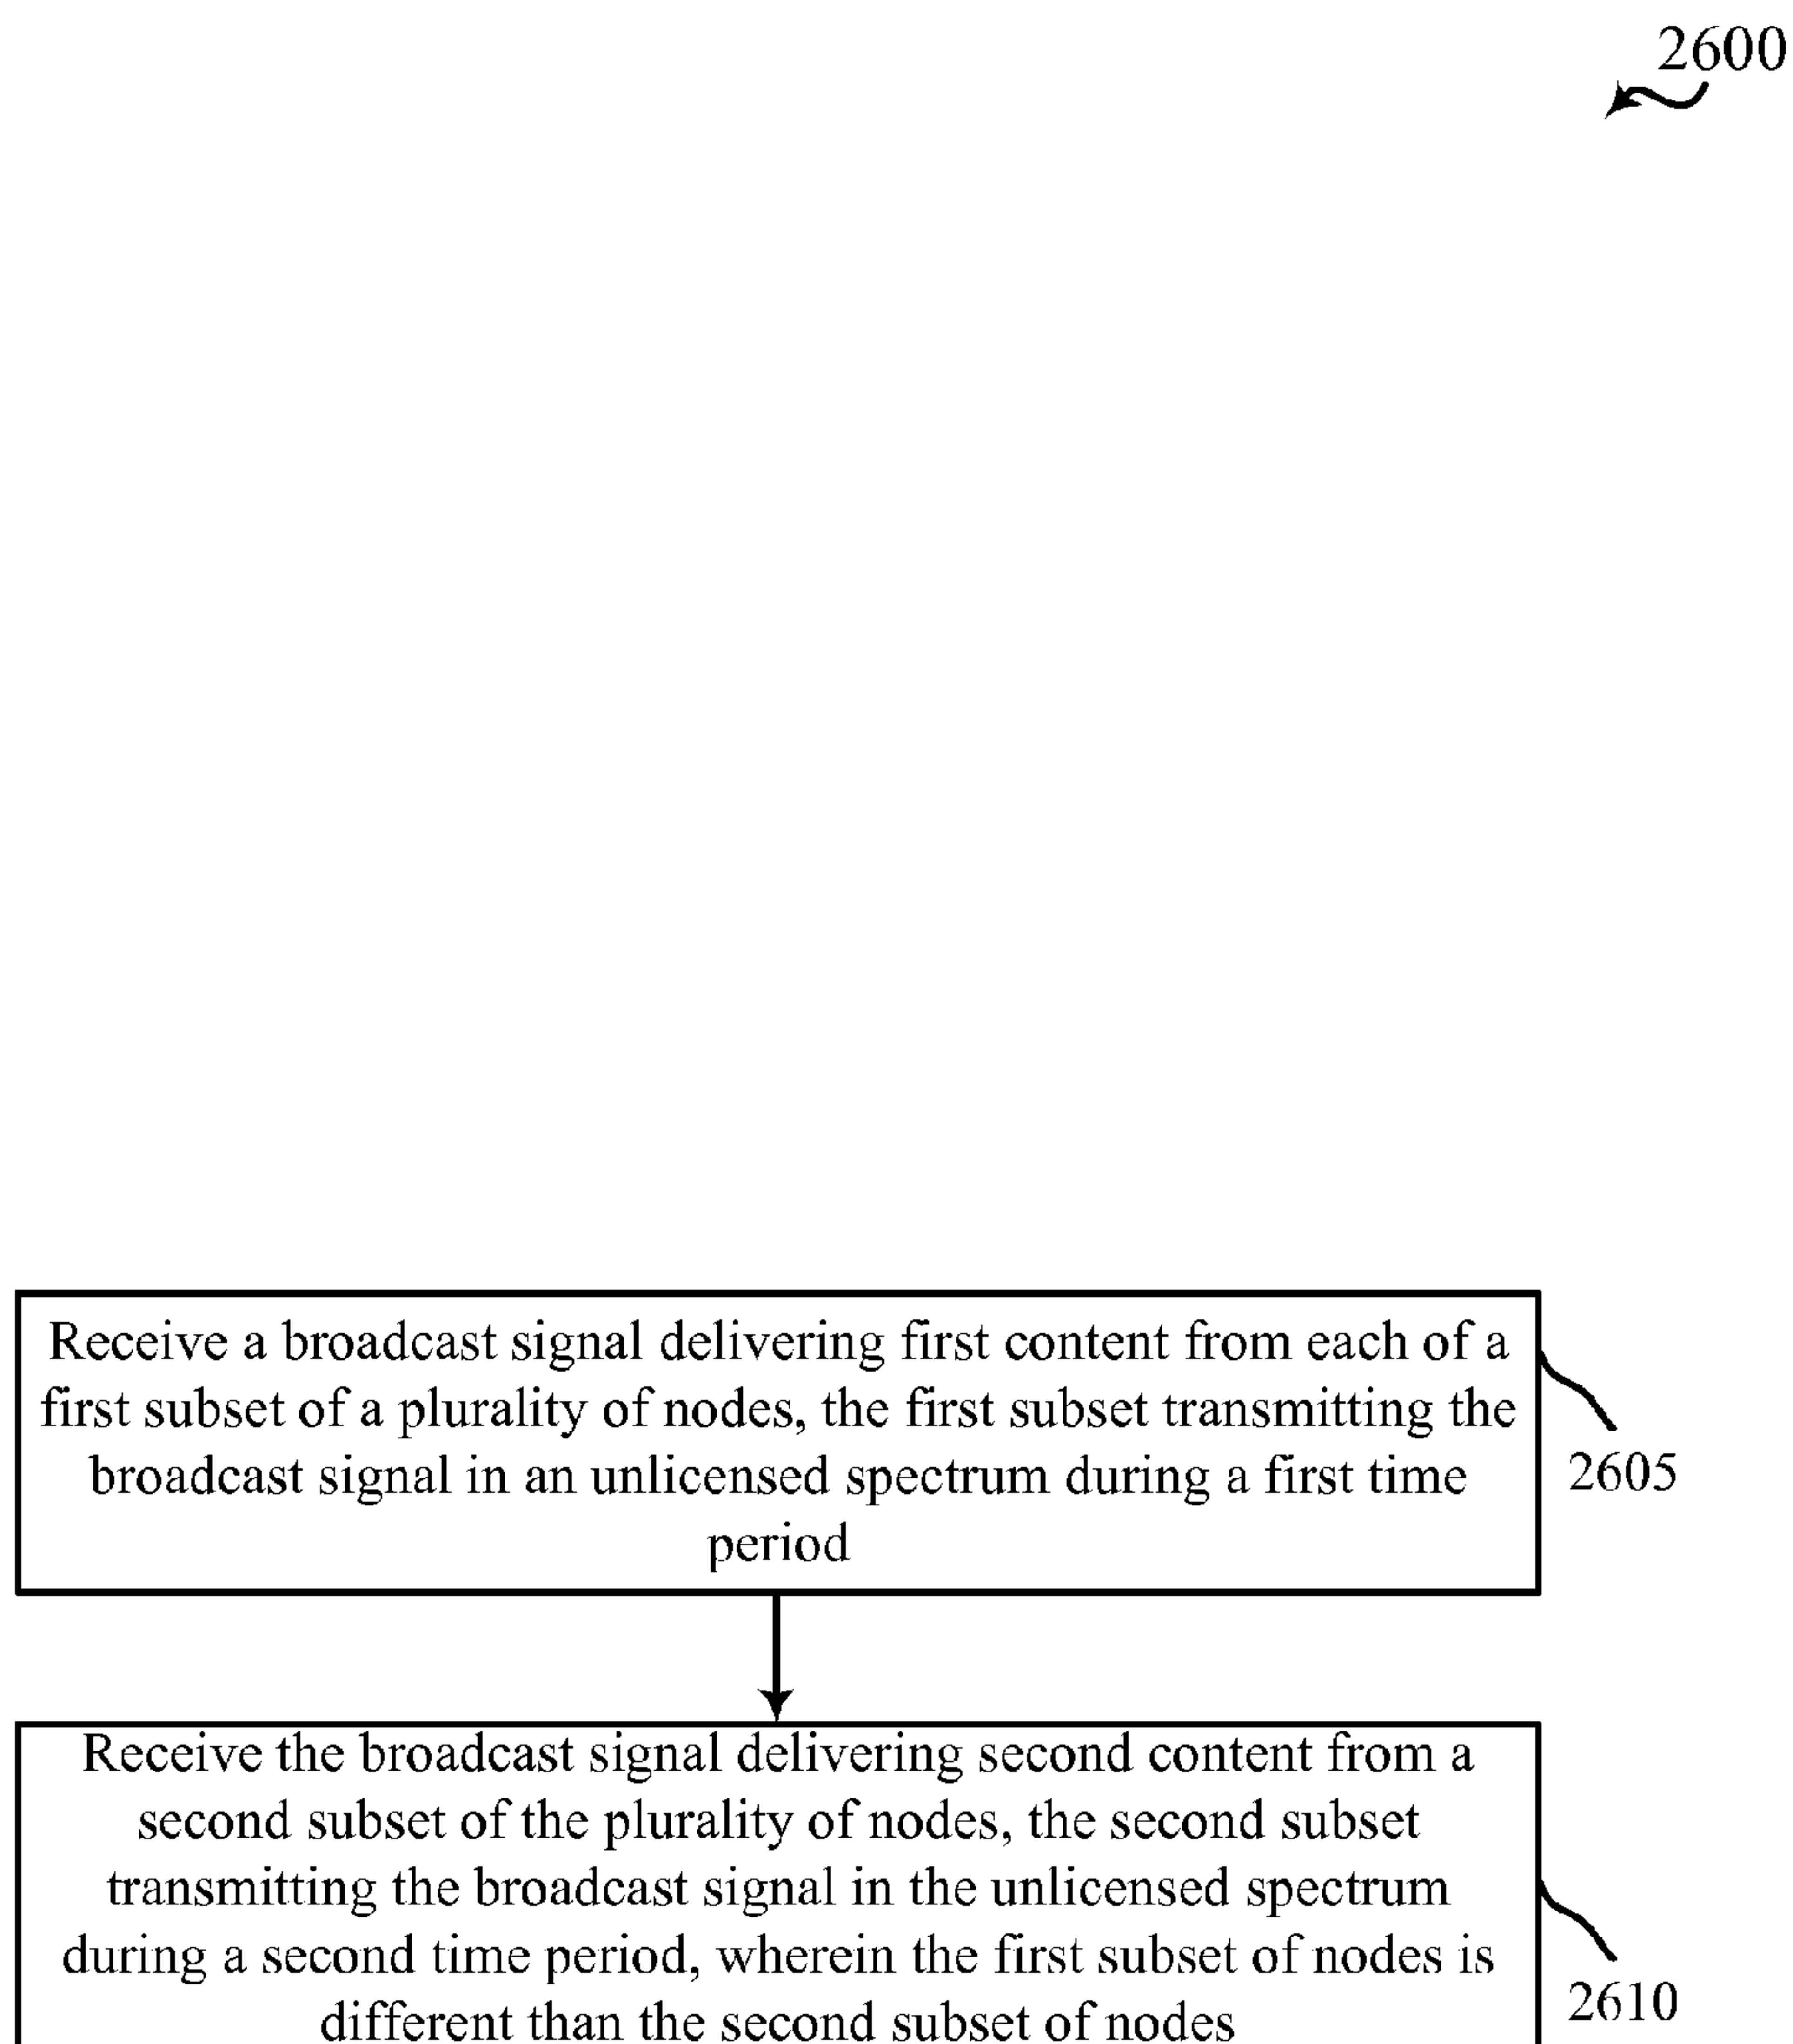 2600
Receive a broadcast signal delivering first content from each of a
first subset of a plurality of nodes, the first subset transmitting the
broadcast signal in an unlicensed spectrum during a first time
period
2605
Receive the broadcast signal delivering second content from a
second subset of the plurality of nodes, the second subset
transmitting the broadcast signal in the unlicensed spectrum
during a second time period, wherein the first subset of nodes is
different than the second subset of nodes
2610